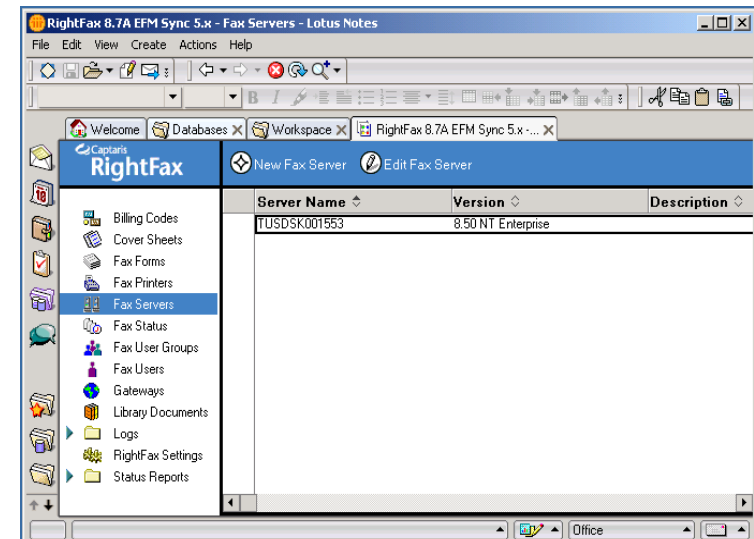 RightFax 8.7A EFM Sync 5.x - Fax Servers - Lotus Notes
File Edit View Create Actions Help
B I
Welcome Databases Workspace RightFax 8.7A EFM Sync 5.x -...
Captaris
RightFax
New Fax Server Edit Fax Server
Server Name Version Description
TUSDSK001553 8.50 NT Enterprise
Billing Codes
Cover Sheets
Fax Forms
Fax Printers
Fax Servers
Fax Status
Fax User Groups
Fax Users
Gateways
Library Documents
Logs
RightFax Settings
Status Reports
Office